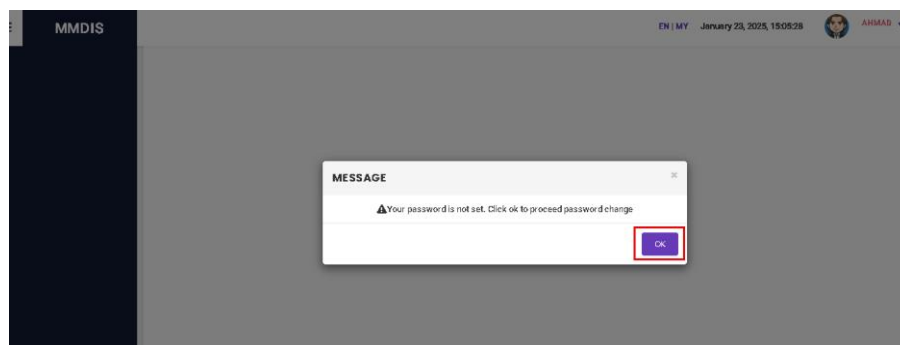 MMDIS
EN | MY January 23, 2025, 15:05:28
AHMAD
MESSAGE
Your password is not set. Click ok to proceed password change
OK